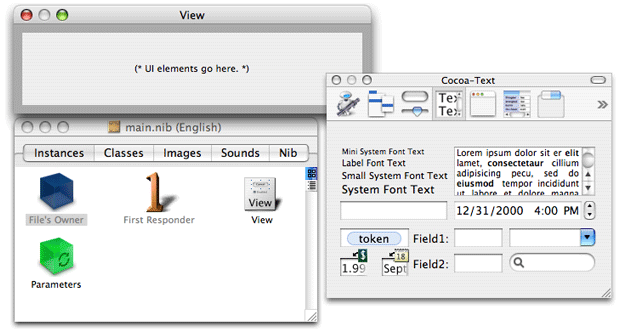 View
(* UI elements go here. *)
Cocoa-Text
Tex
Tex
main.nib (English)
Instances
Classes
Images
Sounds
Nib
File's Owner
First Responder
View
View
Parameters
Mini System Font Text
Label Font Text
Small System Font Text
System Font Text
Lorem ipsum dolor sit er elit
lamet, consectetaur cillium
adipisicing pecu, sed do
eiusmod tempor incididunt
ut labore et dolore magna
12/31/2000 4:00 PM
token
Field1:
1.99
18
Sept
Field2: